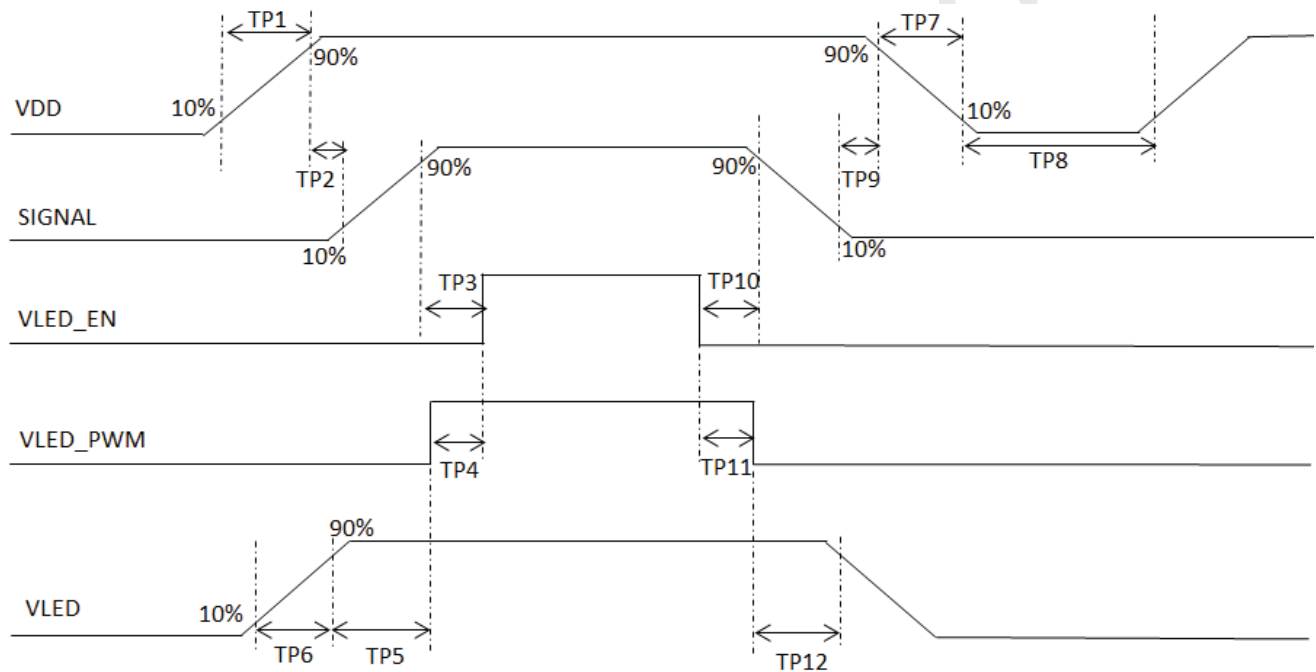 TP1
TP7
90%
90%
VDD
10%
10%
TP8
TP2
90%
90%
TP9
SIGNAL
10%
10%
TP3
TP10
VLED_EN
VLED_PWM
TP4
TP11
90%
VLED
10%
TP6
TP5
TP12